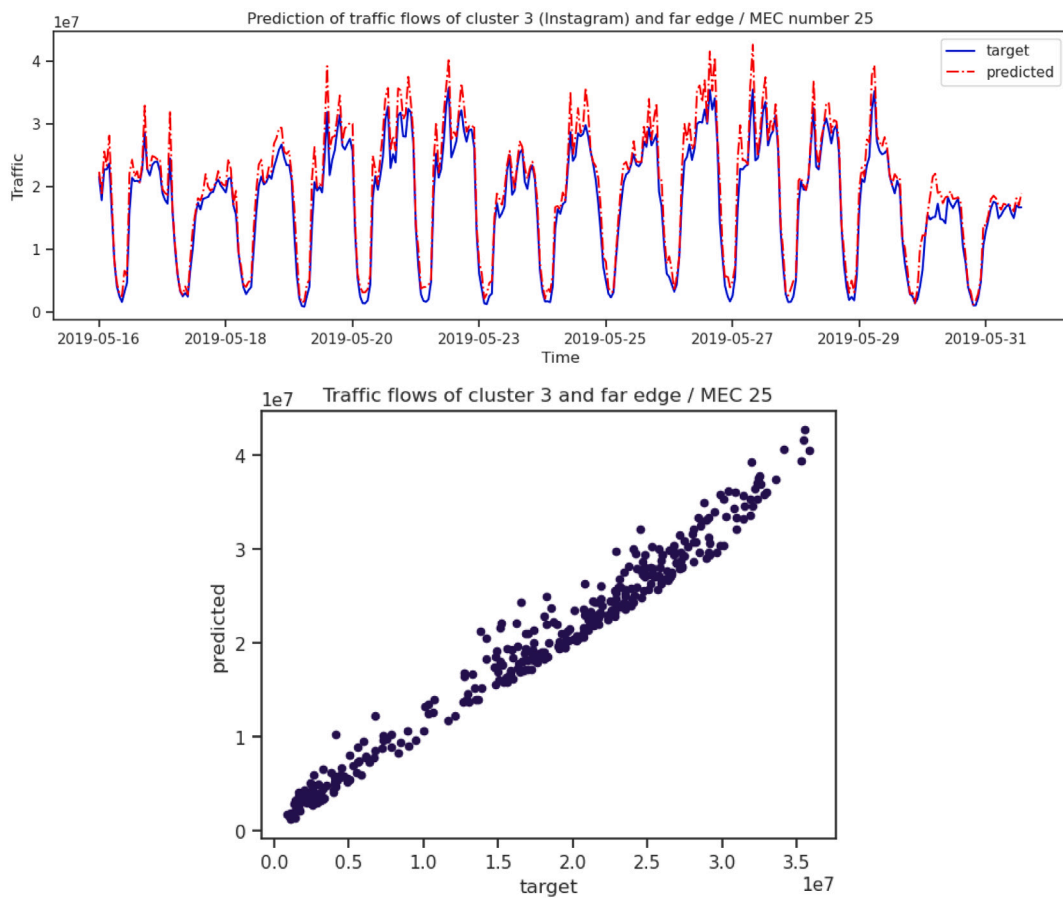 Prediction of traffic flows of cluster 3 (Instagram) and far edge / MEC number 25
1e7
target
predicted
4
3
2
1
0
Traffic
2019-05-16 2019-05-18 2019-05-20 2019-05-23 2019-05-25 2019-05-27 2019-05-29 2019-05-31
Time
Traffic flows of cluster 3 and far edge / MEC 25
1e7
4
3
2
1
0
predicted
0.0 0.5 1.0 1.5 2.0 2.5 3.0 3.5
1e7
target